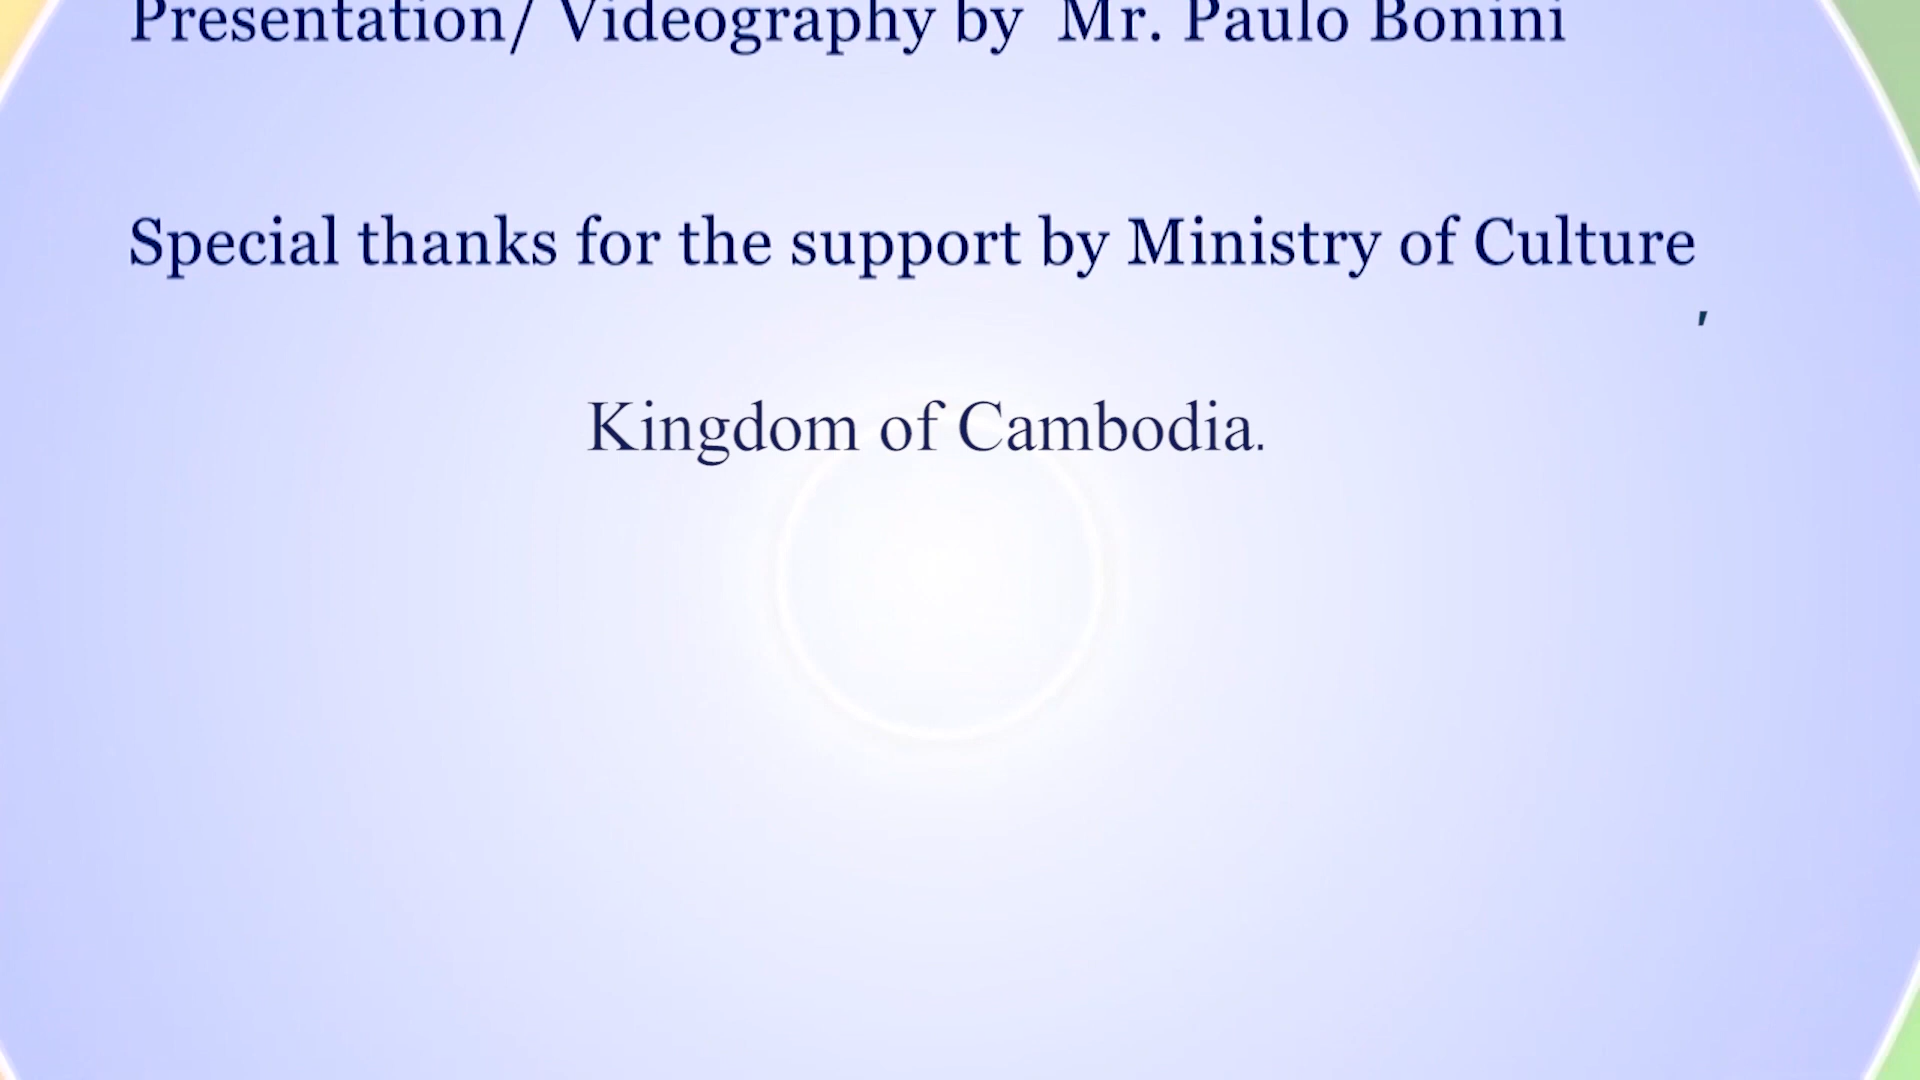 Presentation/ Videography by  Mr. Paulo Bonini
Special thanks for the support by Ministry of Culture
,
Kingdom of Cambodia.